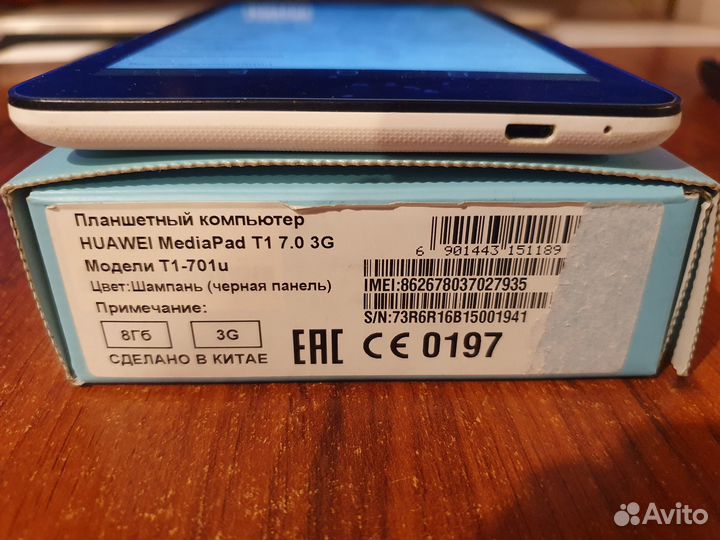 Планшетный компьютер
HUAWEI MediaPad T1 7.0 3G
Модели T1-701u
Цвет:Шампань (черная панель)
Примечание:
8Гб 3G
СДЕЛАНО В КИТАЕ
EAC CE 0197
6 901443 151189
IMEI:862678037027935
S/N:73R6R16B15001941
Avito